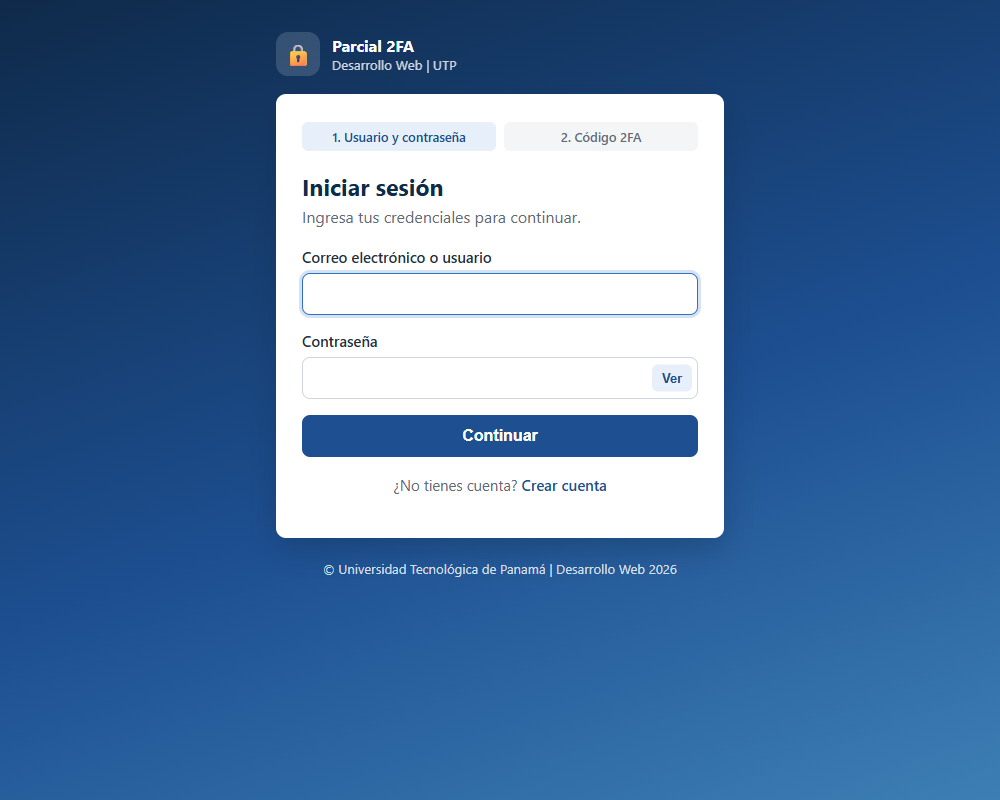 Parcial 2FA
Desarrollo Web | UTP
1. Usuario y contraseña
2. Código 2FA
Iniciar sesión
Ingresa tus credenciales para continuar.
Correo electrónico o usuario
Contraseña
Ver
Continuar
¿No tienes cuenta? Crear cuenta
© Universidad Tecnológica de Panamá | Desarrollo Web 2026